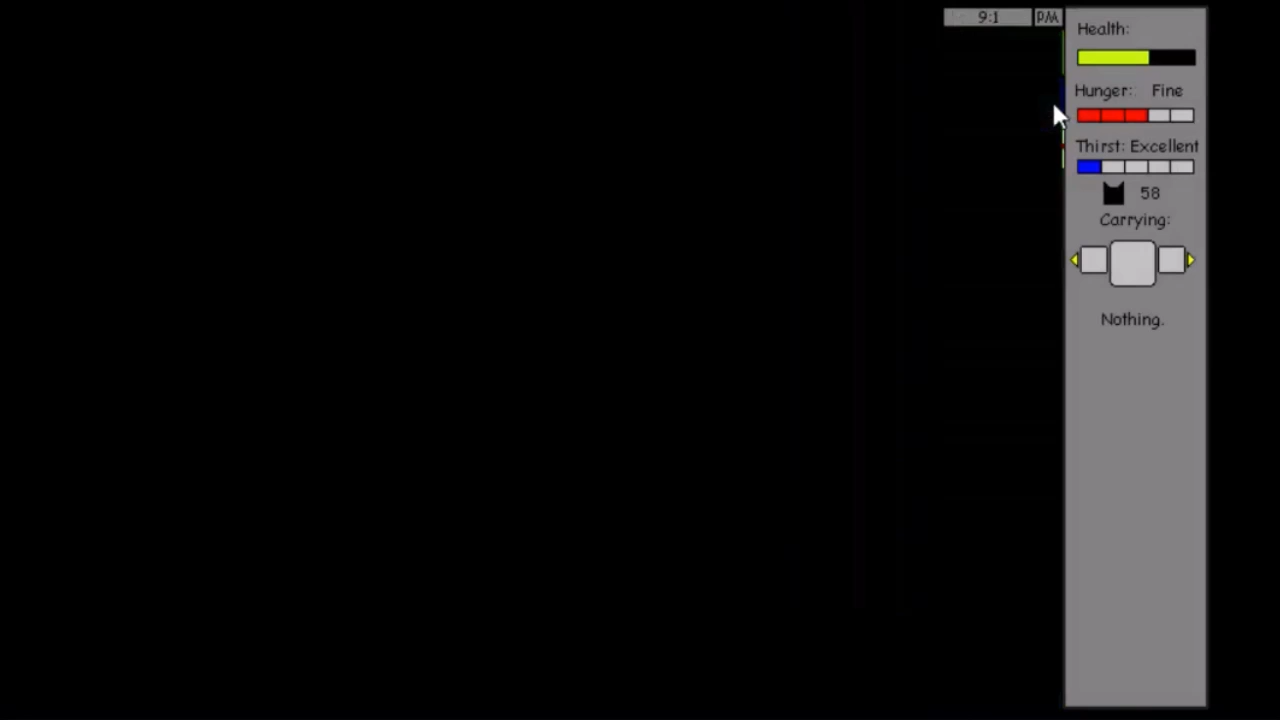 9:1 PM
Health:
Hunger: Fine
Thirst: Excellent
58
Carrying:
Nothing.